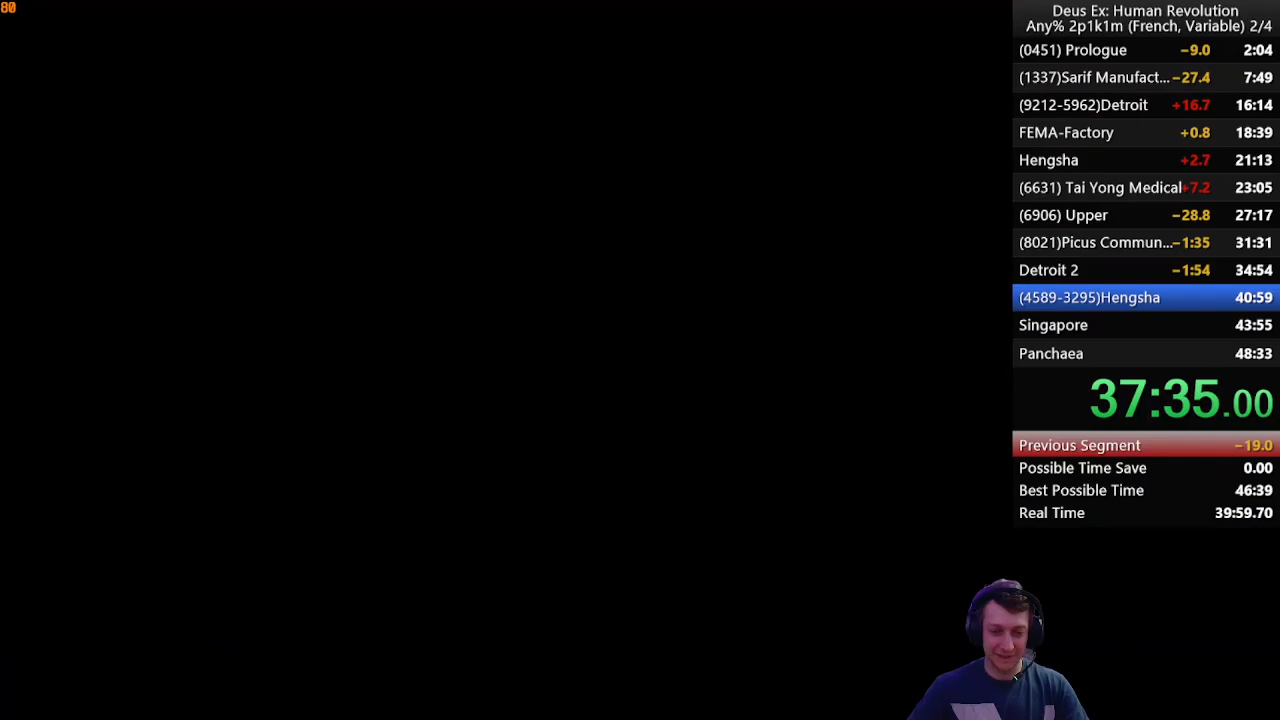 80
Deus Ex: Human Revolution
Any% 2p1k1m (French, Variable) 2/4
(0451) Prologue −9.0 2:04
(1337)Sarif Manufact... −27.4 7:49
(9212-5962)Detroit +16.7 16:14
FEMA-Factory +0.8 18:39
Hengsha +2.7 21:13
(6631) Tai Yong Medical +7.2 23:05
(6906) Upper −28.8 27:17
(8021)Picus Commun... −1:35 31:31
Detroit 2 −1:54 34:54
(4589-3295)Hengsha 40:59
Singapore 43:55
Panchaea 48:33
37:35.00
Previous Segment −19.0
Possible Time Save 0.00
Best Possible Time 46:39
Real Time 39:59.70